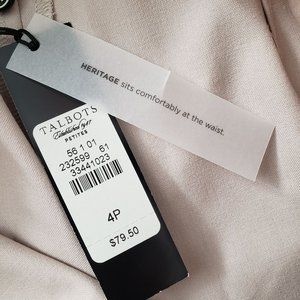 HERITAGE sits comfortably at the waist.
TALBOTS
Established 1947
PETITES
56 1 01
232599 61
33441023
4P
$79.50